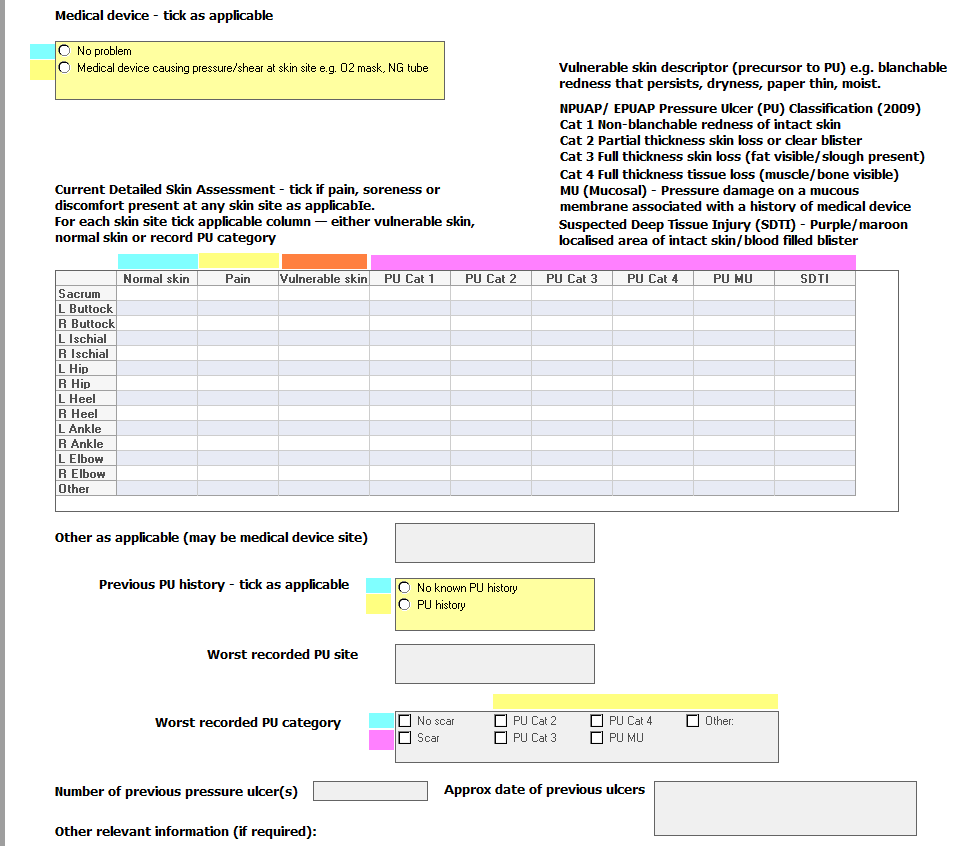 Medical device - tick as applicable
No problem
Medical device causing pressure/shear at skin site e.g. O2 mask, NG tube
Vulnerable skin descriptor (precursor to PU) e.g. blanchable
redness that persists, dryness, paper thin, moist.
NPUAP/ EPUAP Pressure Ulcer (PU) Classification (2009)
Cat 1 Non-blanchable redness of intact skin
Cat 2 Partial thickness skin loss or clear blister
Cat 3 Full thickness skin loss (fat visible/slough present)
Cat 4 Full thickness tissue loss (muscle/bone visible)
MU (Mucosal) - Pressure damage on a mucous
membrane associated with a history of medical device
Suspected Deep Tissue Injury (SDTI) - Purple/maroon
localised area of intact skin/blood filled blister
Current Detailed Skin Assessment - tick if pain, soreness or
discomfort present at any skin site as applicable.
For each skin site tick applicable column — either vulnerable skin,
normal skin or record PU category
Normal skin Pain Vulnerable skin PU Cat 1 PU Cat 2 PU Cat 3 PU Cat 4 PU MU SDTI
Sacrum
L Buttock
R Buttock
L Ischial
R Ischial
L Hip
R Hip
L Heel
R Heel
L Ankle
R Ankle
L Elbow
R Elbow
Other
Other as applicable (may be medical device site)
Previous PU history - tick as applicable
No known PU history
PU history
Worst recorded PU site
Worst recorded PU category
No scar PU Cat 2 PU Cat 4 Other:
Scar PU Cat 3 PU MU
Number of previous pressure ulcer(s) Approx date of previous ulcers
Other relevant information (if required):